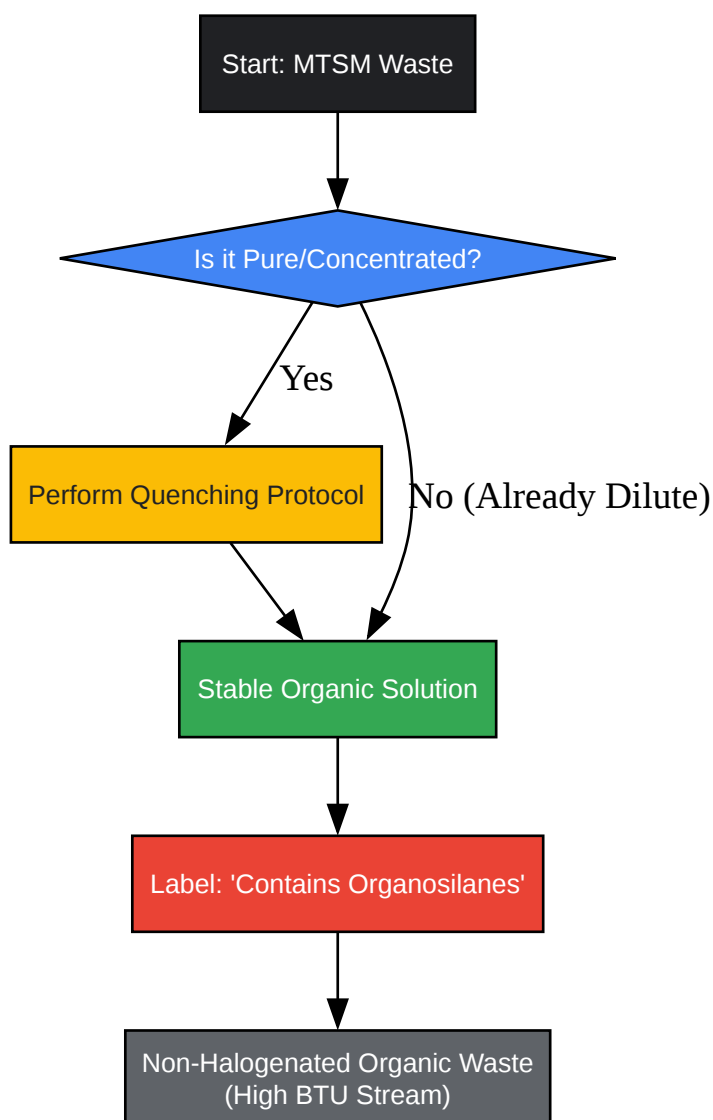 Start: MTSM Waste
Is it Pure/Concentrated?
Yes
Perform Quenching Protocol
No (Already Dilute)
Stable Organic Solution
Label: 'Contains Organosilanes'
Non-Halogenated Organic Waste
(High BTU Stream)